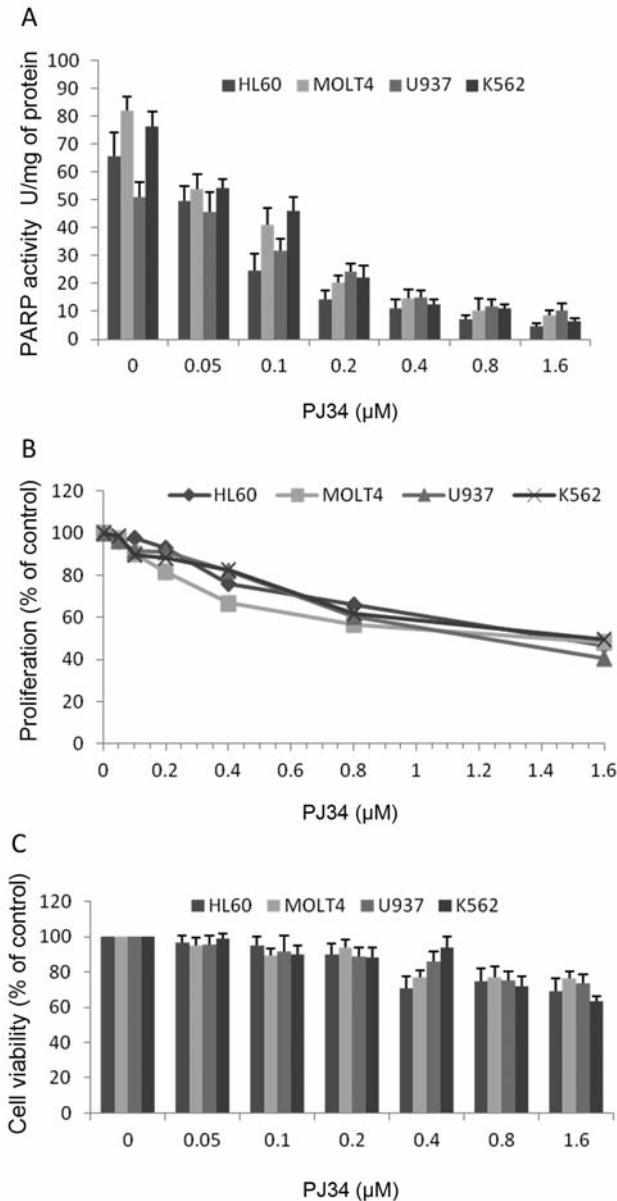 A
PARP activity U/mg of protein
100
90
80
70
60
50
40
30
20
10
0
HL60 MOLT4 U937 K562
0 0.05 0.1 0.2 0.4 0.8 1.6
PJ34 (µM)
B
Proliferation (% of control)
120
100
80
60
40
20
0
HL60 MOLT4 U937 K562
0 0.2 0.4 0.6 0.8 1 1.2 1.4 1.6
PJ34 (µM)
C
Cell viability (% of control)
120
100
80
60
40
20
0
HL60 MOLT4 U937 K562
0 0.05 0.1 0.2 0.4 0.8 1.6
PJ34 (µM)